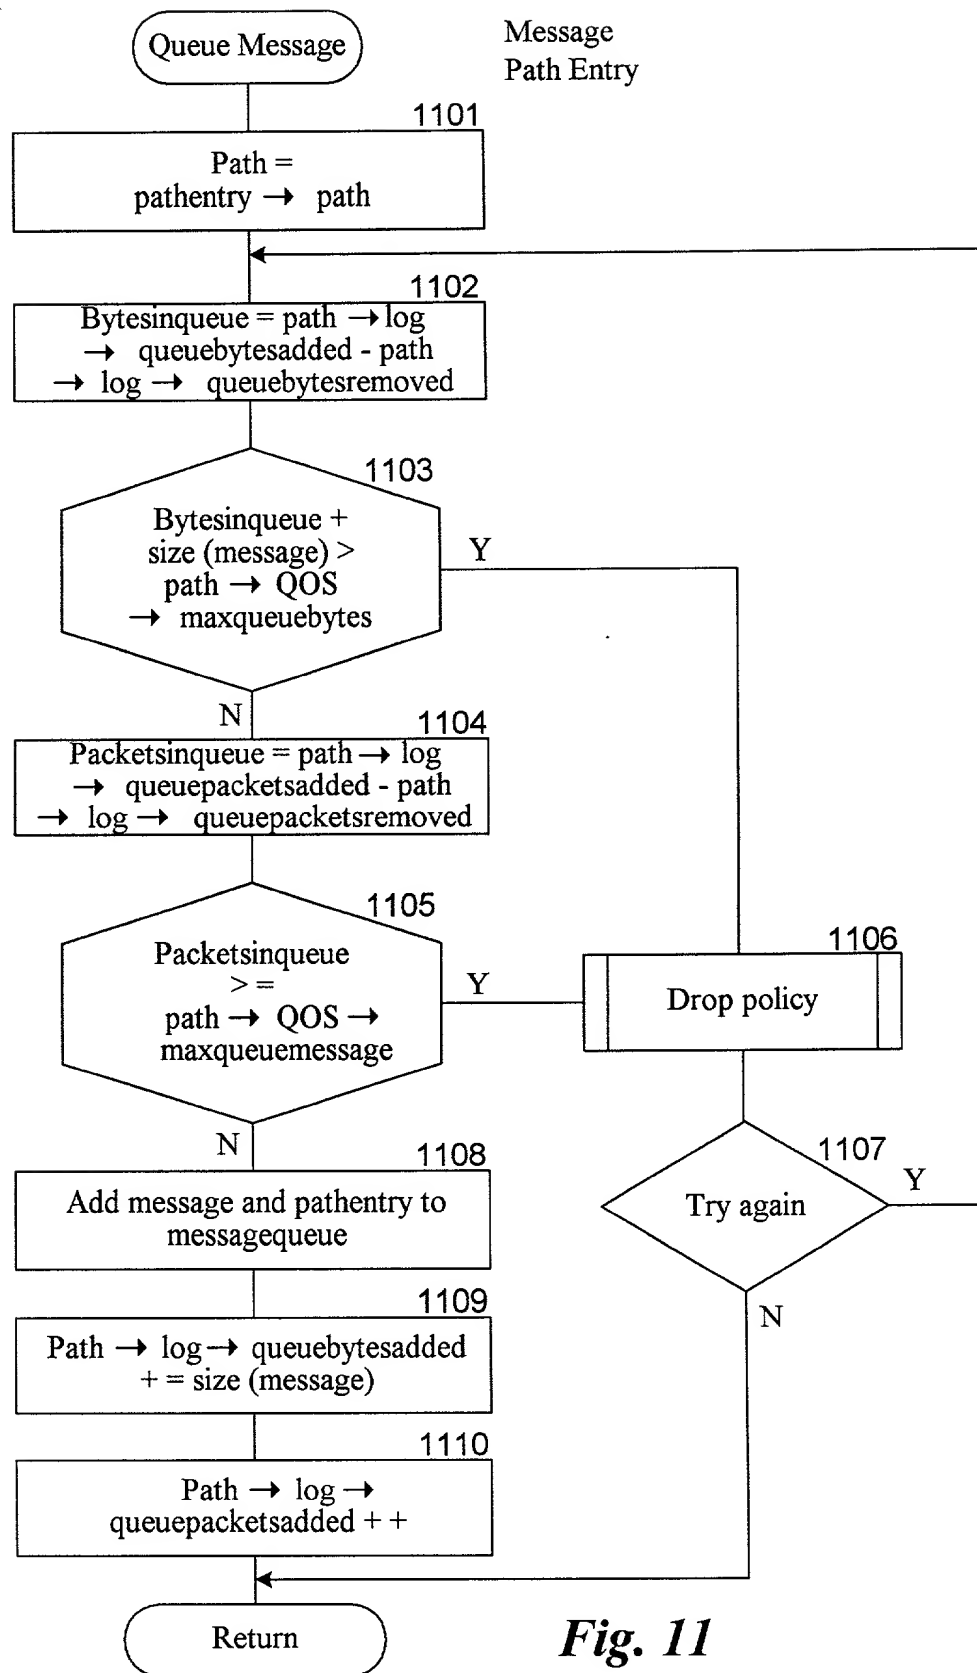 Queue Message
Message
Path Entry
1101
Path =
pathentry → path
1102
Bytesinqueue = path → log
→ queuebytesadded - path
→ log → queuebytesremoved
1103
Bytesinqueue +
size (message) >
path → QOS
→ maxqueuebytes
Y
N
1104
Packetsinqueue = path → log
→ queuepacketsadded - path
→ log → queuepacketsremoved
1105
Packetsinqueue
> =
path → QOS →
maxqueuemessage
Y
1106
Drop policy
N
1107
Try again
Y
1108
Add message and pathentry to
messagequeue
N
1109
Path → log → queuebytesadded
+ = size (message)
1110
Path → log →
queuepacketsadded + +
Return
Fig. 11